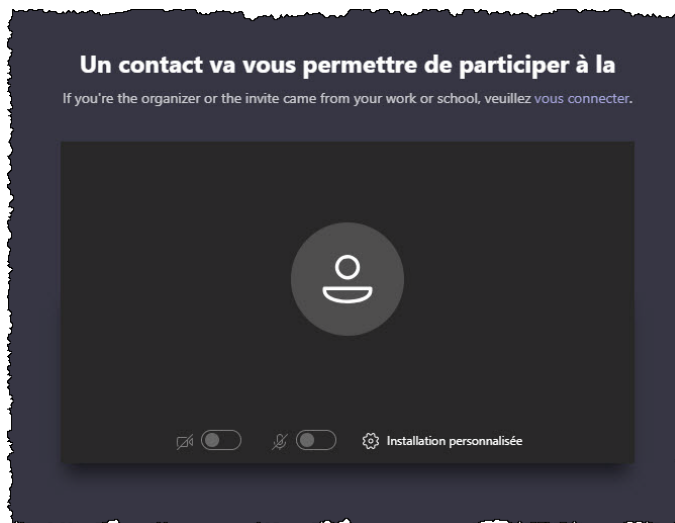 Un contact va vous permettre de participer à la
If you're the organizer or the invite came from your work or school, veuillez vous connecter.
Installation personnalisée